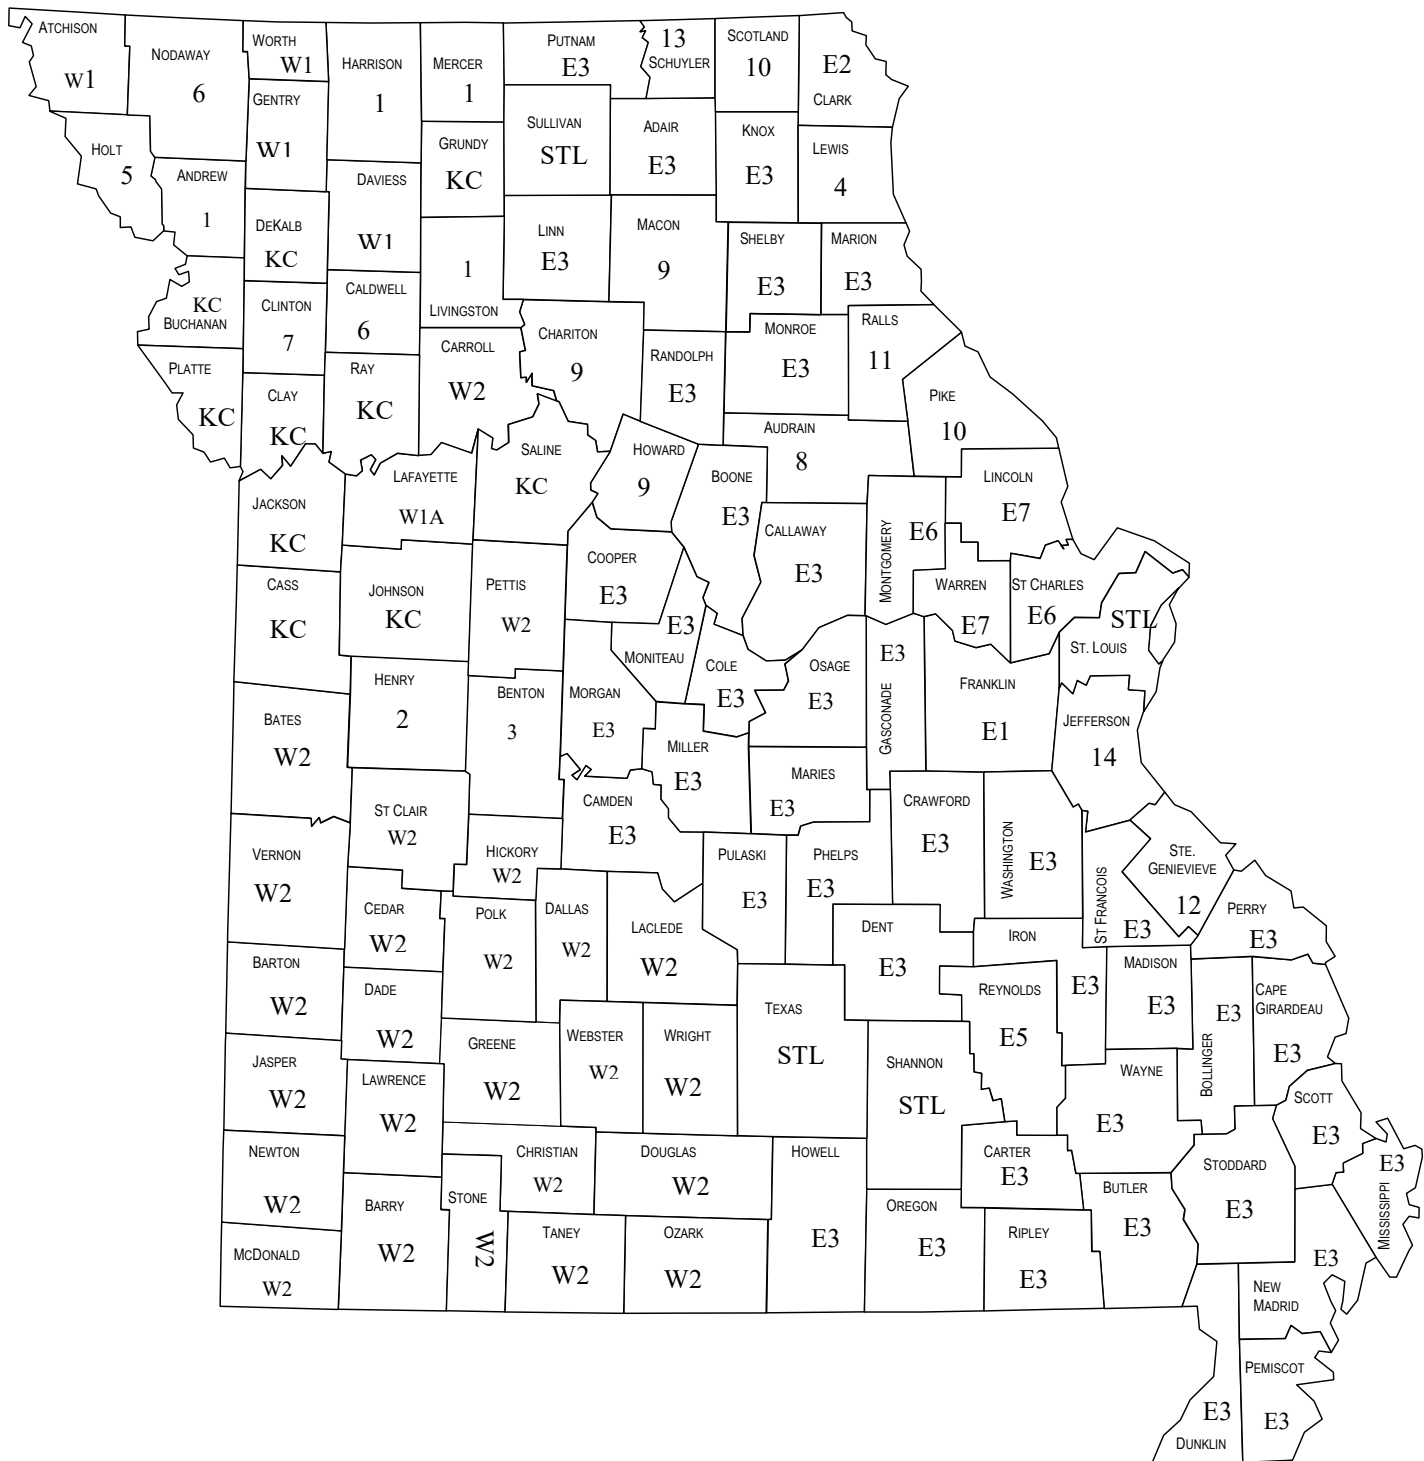 ATCHISON
W1
NODAWAY
6
WORTH
W1
HARRISON
1
MERCER
1
PUTNAM
E3
13
SCHUYLER
SCOTLAND
10
E2
CLARK
HOLT
5
ANDREW
1
GENTRY
W1
DAVIESS
W1
GRUNDY
KC
SULLIVAN
STL
ADAIR
E3
KNOX
E3
LEWIS
4
DEKALB
KC
1
LIVINGSTON
LINN
E3
MACON
9
SHELBY
E3
MARION
E3
KC
BUCHANAN
CLINTON
7
CALDWELL
6
CARROLL
W2
CHARITON
9
RANDOLPH
E3
MONROE
E3
RALLS
11
PIKE
10
PLATTE
KC
CLAY
KC
RAY
KC
SALINE
KC
HOWARD
9
BOONE
E3
AUDRAIN
8
JACKSON
KC
LAFAYETTE
W1A
COOPER
E3
CALLAWAY
E3
MONTGOMERY
E6
LINCOLN
E7
WARREN
E7
ST CHARLES
E6
STL
ST. LOUIS
CASS
KC
JOHNSON
KC
PETTIS
W2
E3
MONITEAU
COLE
E3
OSAGE
E3
E3
GASCONADE
FRANKLIN
E1
JEFFERSON
14
BATES
W2
HENRY
2
BENTON
3
MORGAN
E3
MILLER
E3
MARIES
E3
CRAWFORD
E3
WASHINGTON
E3
STE.
GENIEVIEVE
12
VERNON
W2
ST CLAIR
W2
HICKORY
W2
CAMDEN
E3
PULASKI
E3
PHELPS
E3
ST FRANCOIS
E3
PERRY
E3
CEDAR
W2
POLK
W2
DALLAS
W2
LACLEDE
W2
DENT
E3
IRON
E3
MADISON
E3
E3
BOLLINGER
CAPE
GIRARDEAU
E3
BARTON
W2
DADE
W2
GREENE
W2
WEBSTER
W2
WRIGHT
W2
TEXAS
STL
SHANNON
STL
REYNOLDS
E5
WAYNE
E3
SCOTT
E3
JASPER
W2
LAWRENCE
W2
CHRISTIAN
W2
DOUGLAS
W2
HOWELL
E3
CARTER
E3
BUTLER
E3
STODDARD
E3
E3
MISSISSIPPI
NEWTON
W2
BARRY
W2
STONE
W2
TANEY
W2
OZARK
W2
OREGON
E3
RIPLEY
E3
E3
NEW
MADRID
MCDONALD
W2
PEMISCOT
E3
E3
DUNKLIN